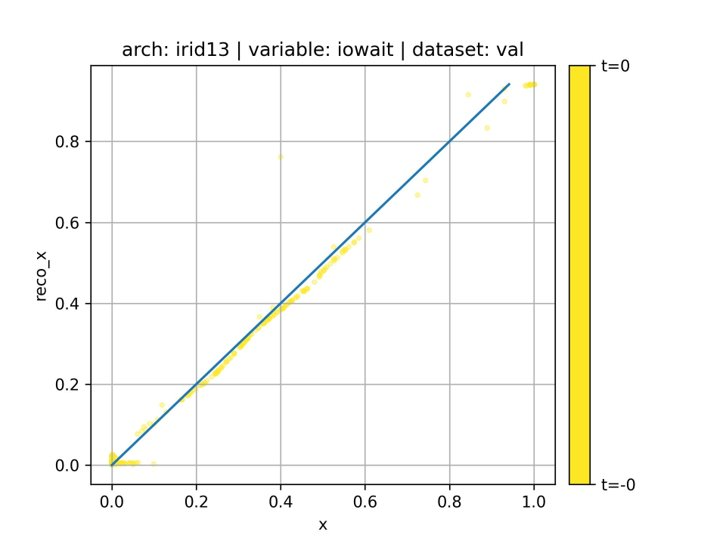 arch: irid13 | variable: iowait | dataset: val
t=0
0.8
0.6
reco_x
0.4
0.2
0.0
t=-0
0.0 0.2 0.4 0.6 0.8 1.0
x